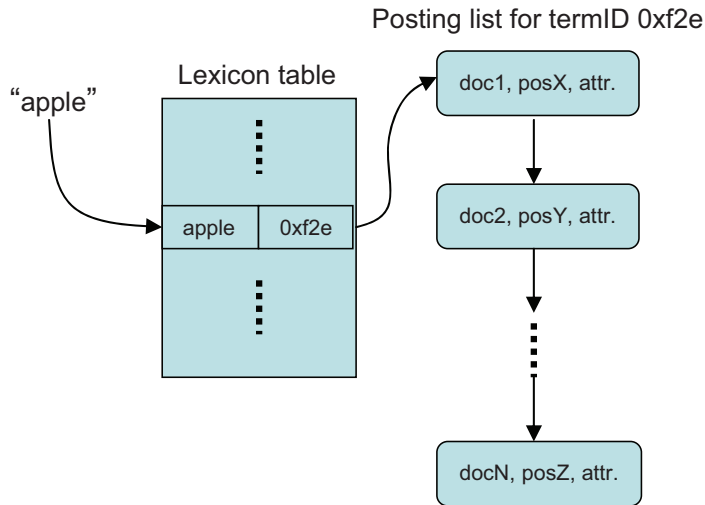 Posting list for termID 0xf2e
Lexicon table
“apple”
apple 0xf2e
doc1, posX, attr.
doc2, posY, attr.
docN, posZ, attr.